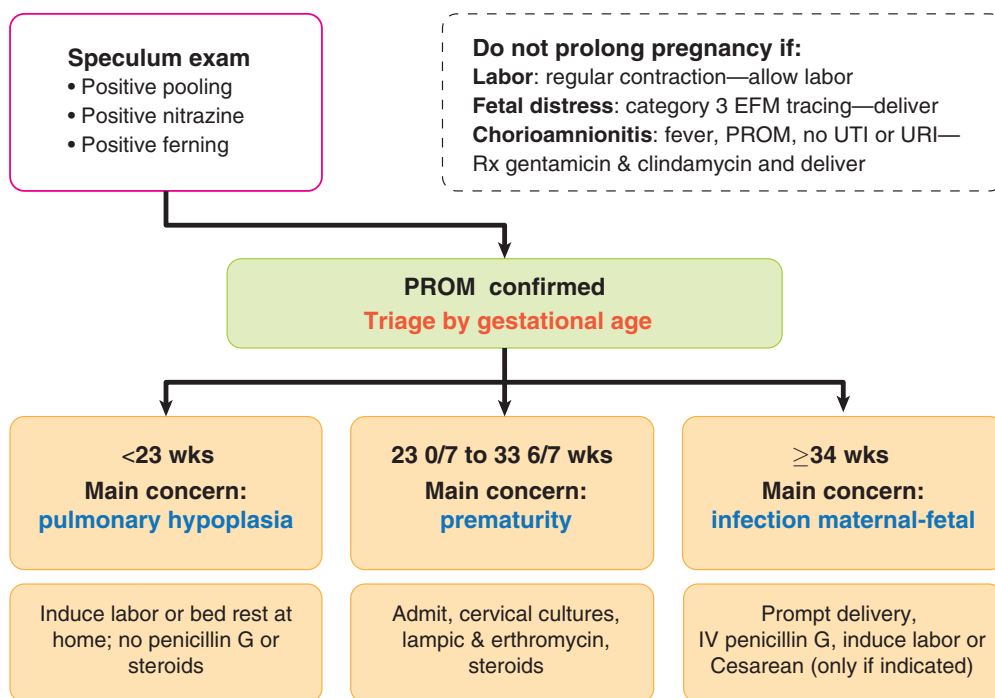 Speculum exam
• Positive pooling
• Positive nitrazine
• Positive ferning
Do not prolong pregnancy if:
Labor: regular contraction—allow labor
Fetal distress: category 3 EFM tracing—deliver
Chorioamnionitis: fever, PROM, no UTI or URI—
Rx gentamicin & clindamycin and deliver
PROM confirmed
Triage by gestational age
<23 wks
Main concern:
pulmonary hypoplasia
23 0/7 to 33 6/7 wks
Main concern:
prematurity
≥34 wks
Main concern:
infection maternal-fetal
Induce labor or bed rest at
home; no penicillin G or
steroids
Admit, cervical cultures,
lampic & erthromycin,
steroids
Prompt delivery,
IV penicillin G, induce labor or
Cesarean (only if indicated)